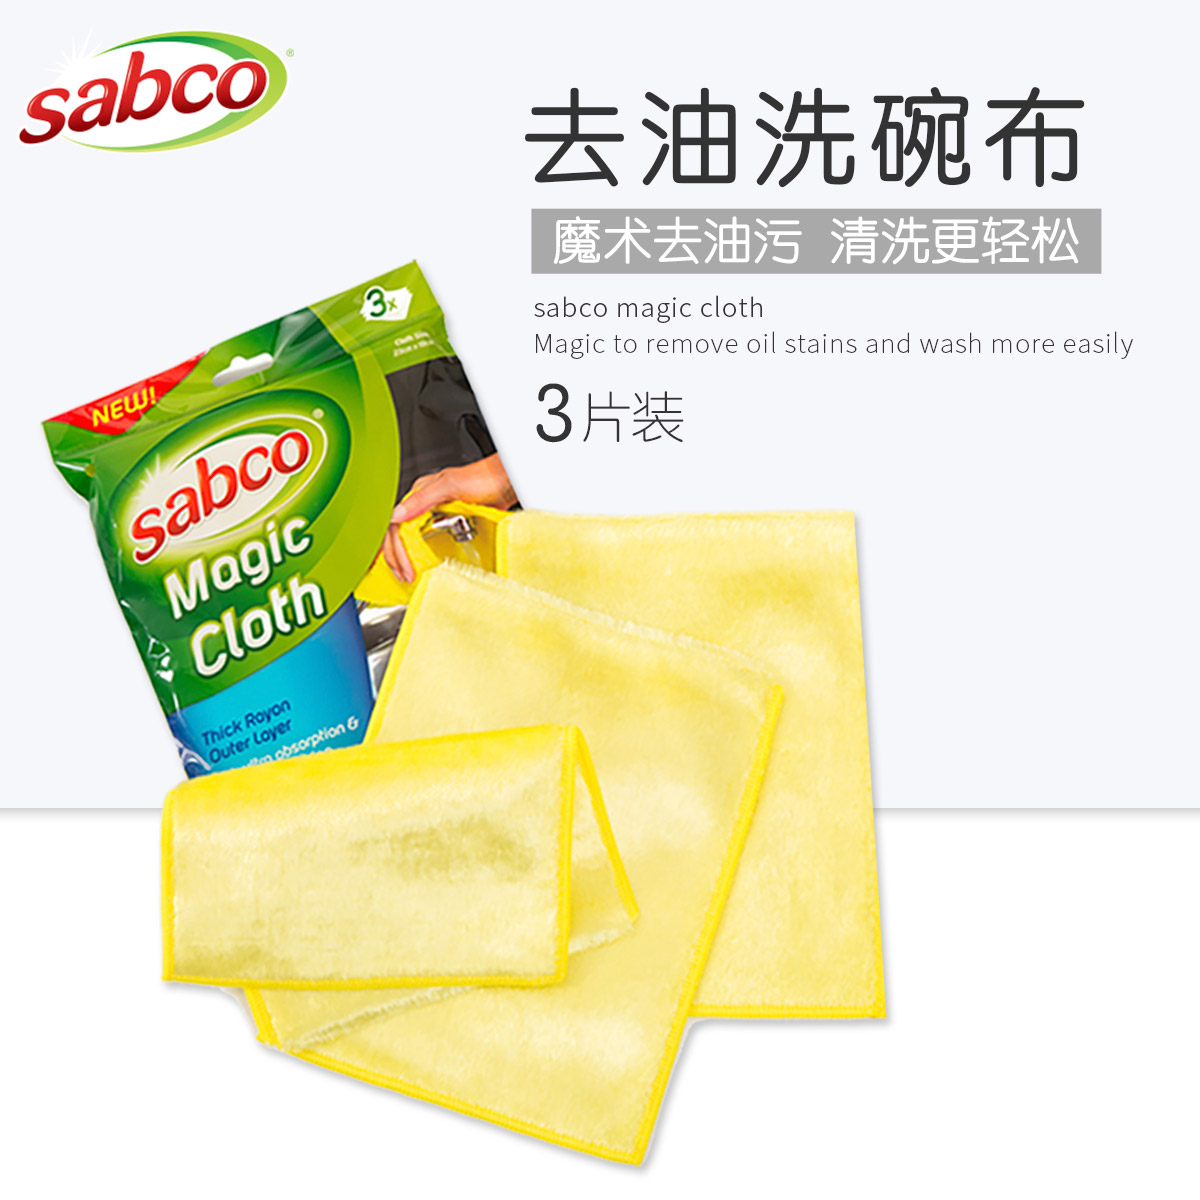 sabco
去油洗碗布
魔术去油污 清洗更轻松
sabco magic cloth
Magic to remove oil stains and wash more easily
3片装
3x
NEW!
sabco
Magic
Cloth
Thick Rayon
Outer Layer
absorption &